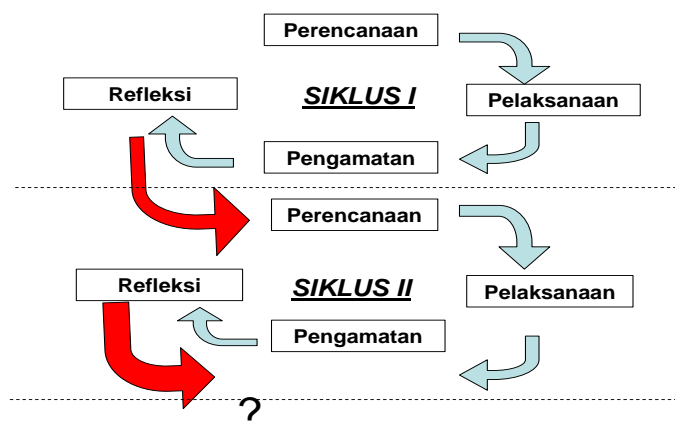 Perencanaan
Refleksi
SIKLUS I
Pelaksanaan
Pengamatan
Perencanaan
Refleksi
SIKLUS II
Pelaksanaan
Pengamatan
?